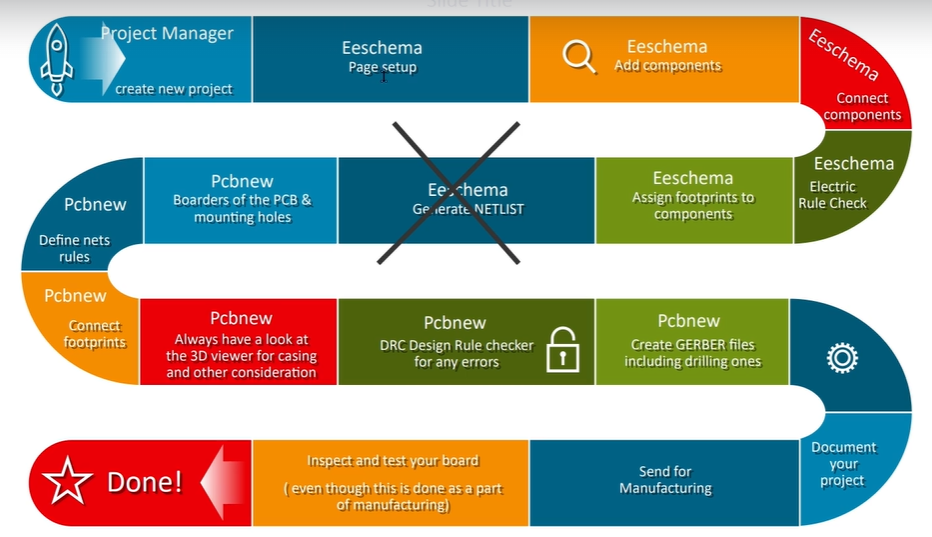 Slide Title
Project Manager
create new project
Eeschema
Page setup
Eeschema
Add components
Eeschema
Connect
components
Eeschema
Electric
Rule Check
Eeschema
Assign footprints to
components
Eeschema
Generate NETLIST
Pcbnew
Boarders of the PCB &
mounting holes
Pcbnew
Define nets
rules
Pcbnew
Connect
footprints
Pcbnew
Always have a look at
the 3D viewer for casing
and other consideration
Pcbnew
DRC Design Rule checker
for any errors
Pcbnew
Create GERBER files
including drilling ones
Document
your
project
Send for
Manufacturing
Inspect and test your board
( even though this is done as a part
of manufacturing)
Done!